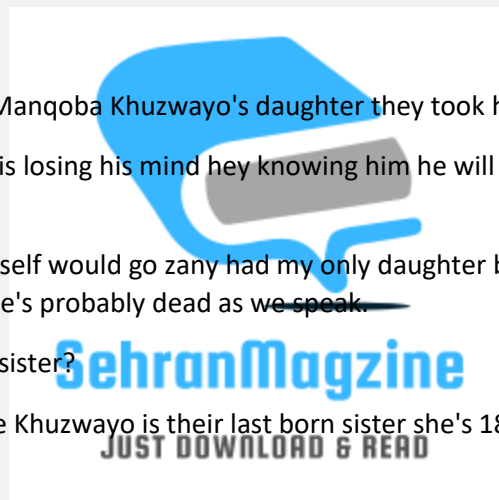 Manqoba Khuzwayo's daughter they took h
is losing his mind hey knowing him he will
self would go zany had my only daughter b
e's probably dead as we speak.
sister?
SehranMagzine
e Khuzwayo is their last born sister she's 18
JUST DOWNLOAD & READ